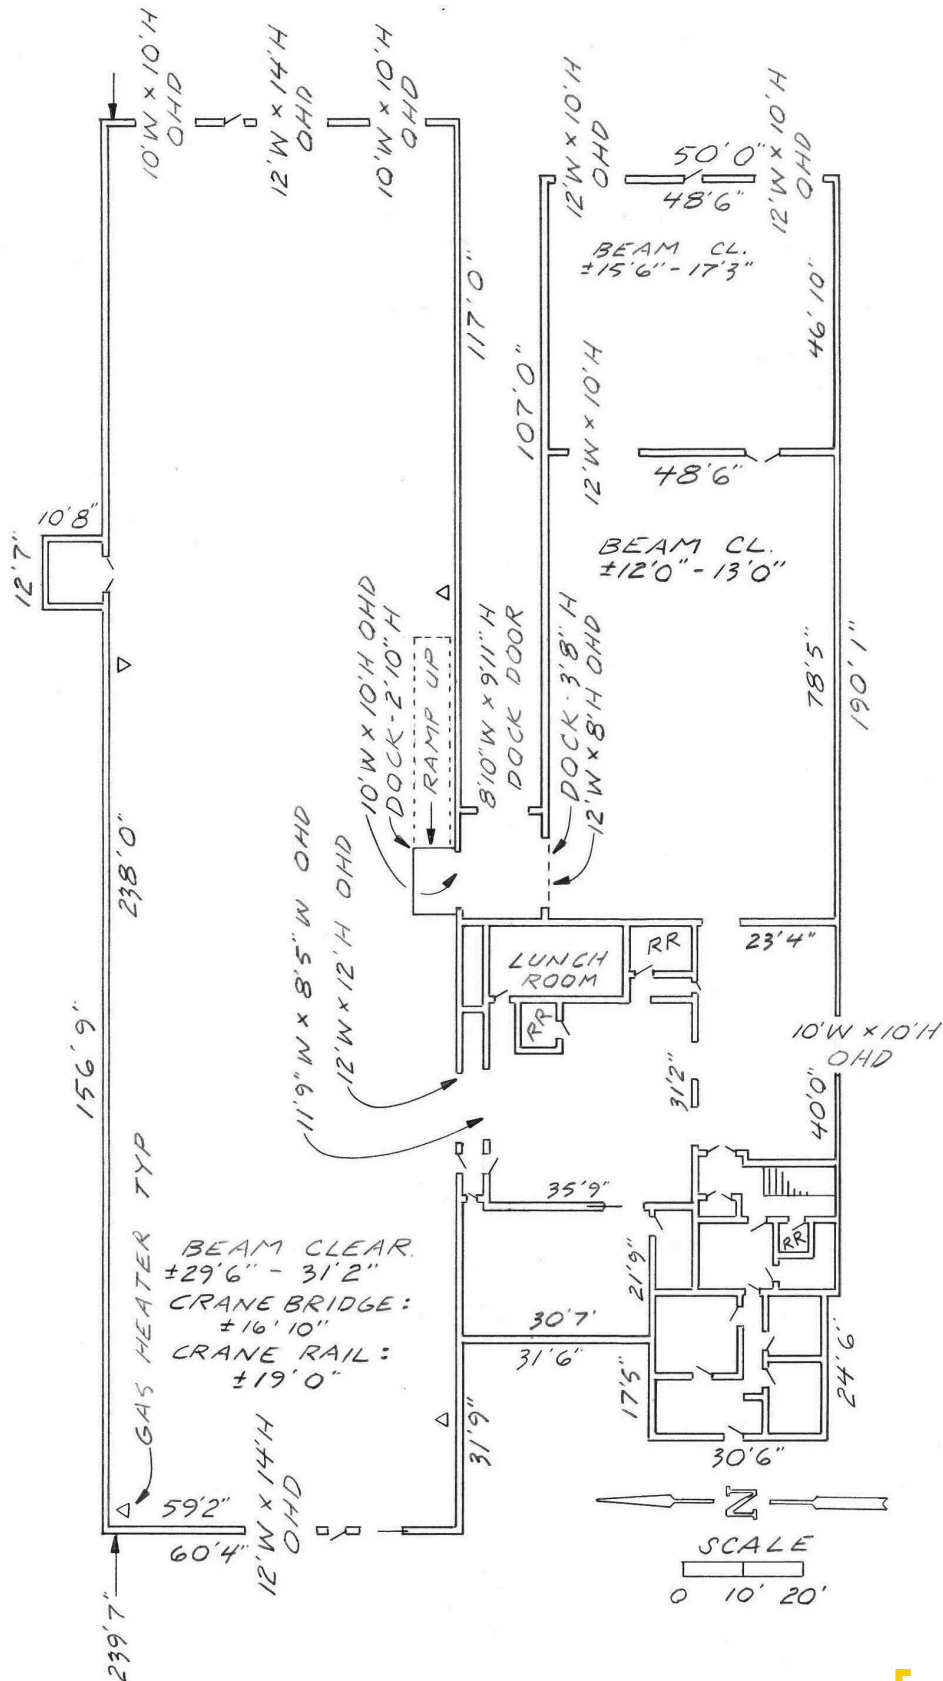 10'W x 10'H
OHD
12'W x 14'H
OHD
10'W x 10'H
OHD
12'W x 10'H
OHD
50'0"
48'6"
12'W x 10'H
OHD
BEAM CL.
±15'6" - 17'3"
46'10"
117'0"
107'0"
12'W x 10'H
48'6"
10'8"
12'7"
BEAM CL.
±12'0" - 13'0"
78'5"
190'1"
10'W x 10'H OHD
DOCK-2'10" H
RAMP UP
8'10"W x 9'11" H
DOCK DOOR
DOCK-3'8" H
12'W x 8'H OHD
238'0"
11'9" W x 8'5" W OHD
12'W x 12'H OHD
LUNCH
ROOM
RR
23'4"
RR
156'9"
31'2"
10'W x 10'H
OHD
40'0"
35'9"
RR
GAS HEATER TYP
BEAM CLEAR.
±29'6" - 31'2"
CRANE BRIDGE:
±16'10"
CRANE RAIL:
±19'0"
21'9"
30'7'
31'6"
17'5"
24'6"
31'9"
30'6"
59'2"
60'4"
12'W x 14'H
OHD
N
SCALE
0 10' 20'
239'7"